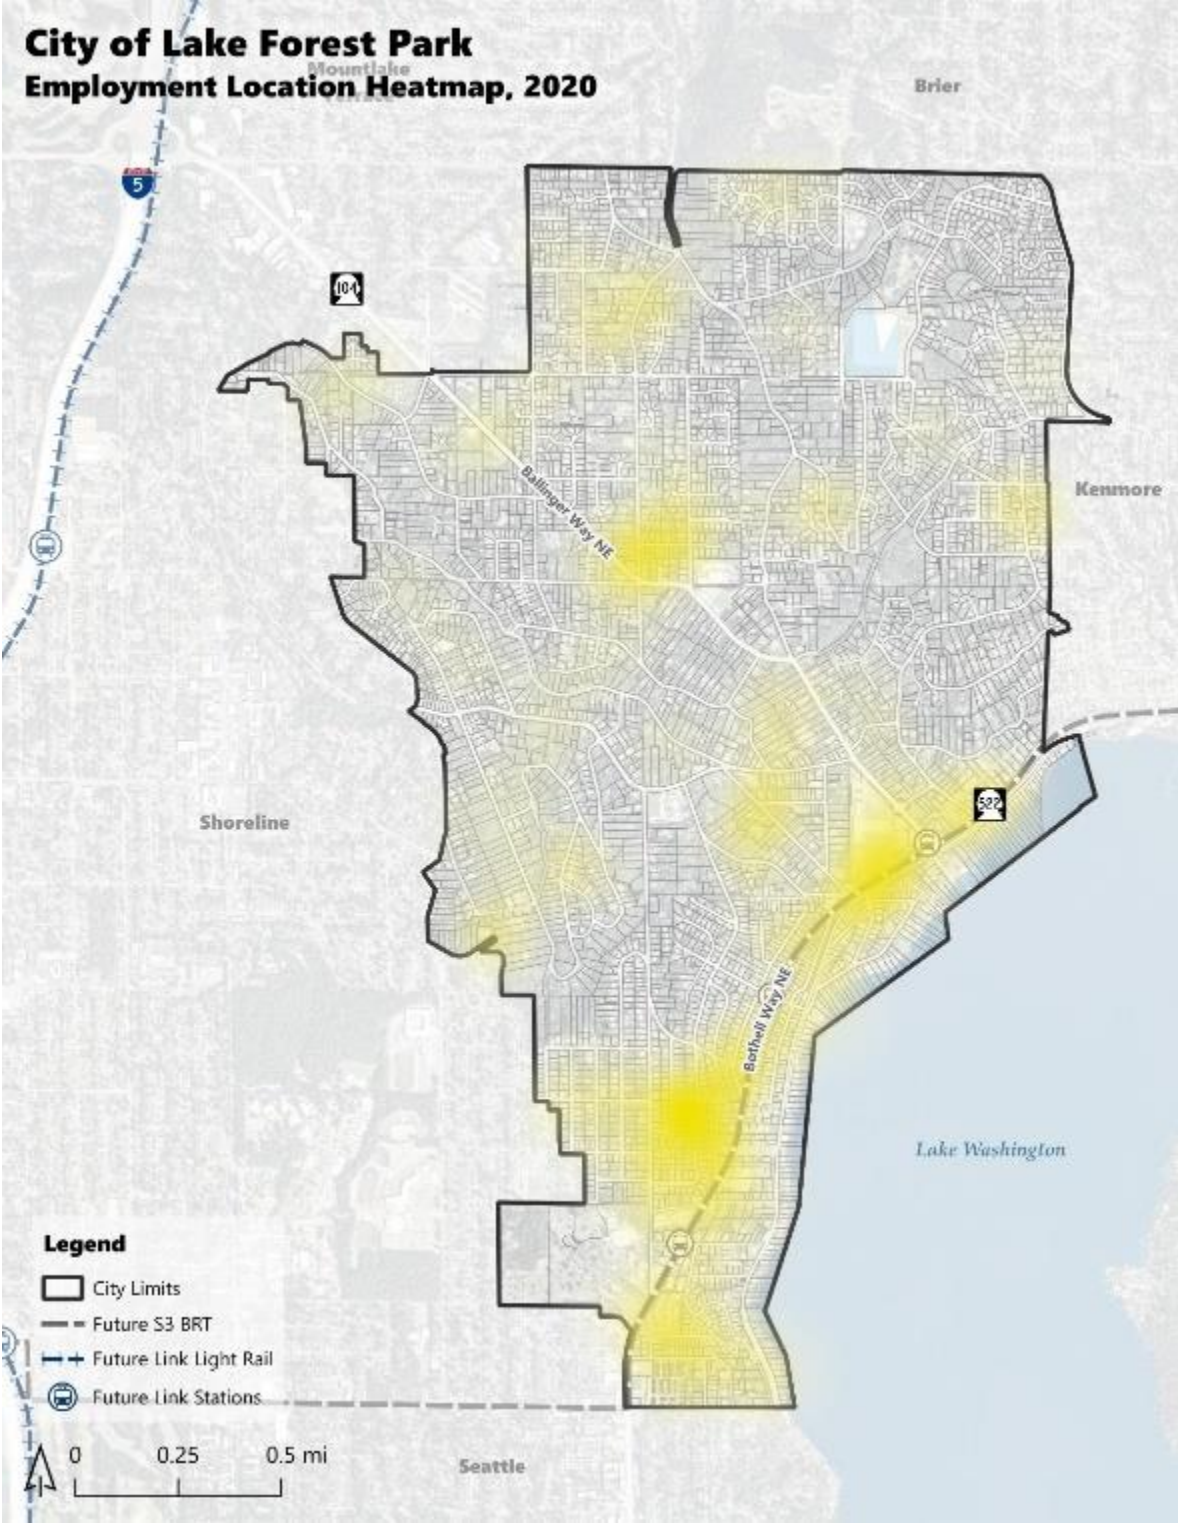 City of Lake Forest Park
Mountlake
Terrace
Employment Location Heatmap, 2020
Brier
5
104
Kenmore
Ballinger Way NE
522
Shoreline
Bothell Way NE
Lake Washington
Legend
City Limits
Future S3 BRT
Future Link Light Rail
Future Link Stations
0 0.25 0.5 mi
Seattle